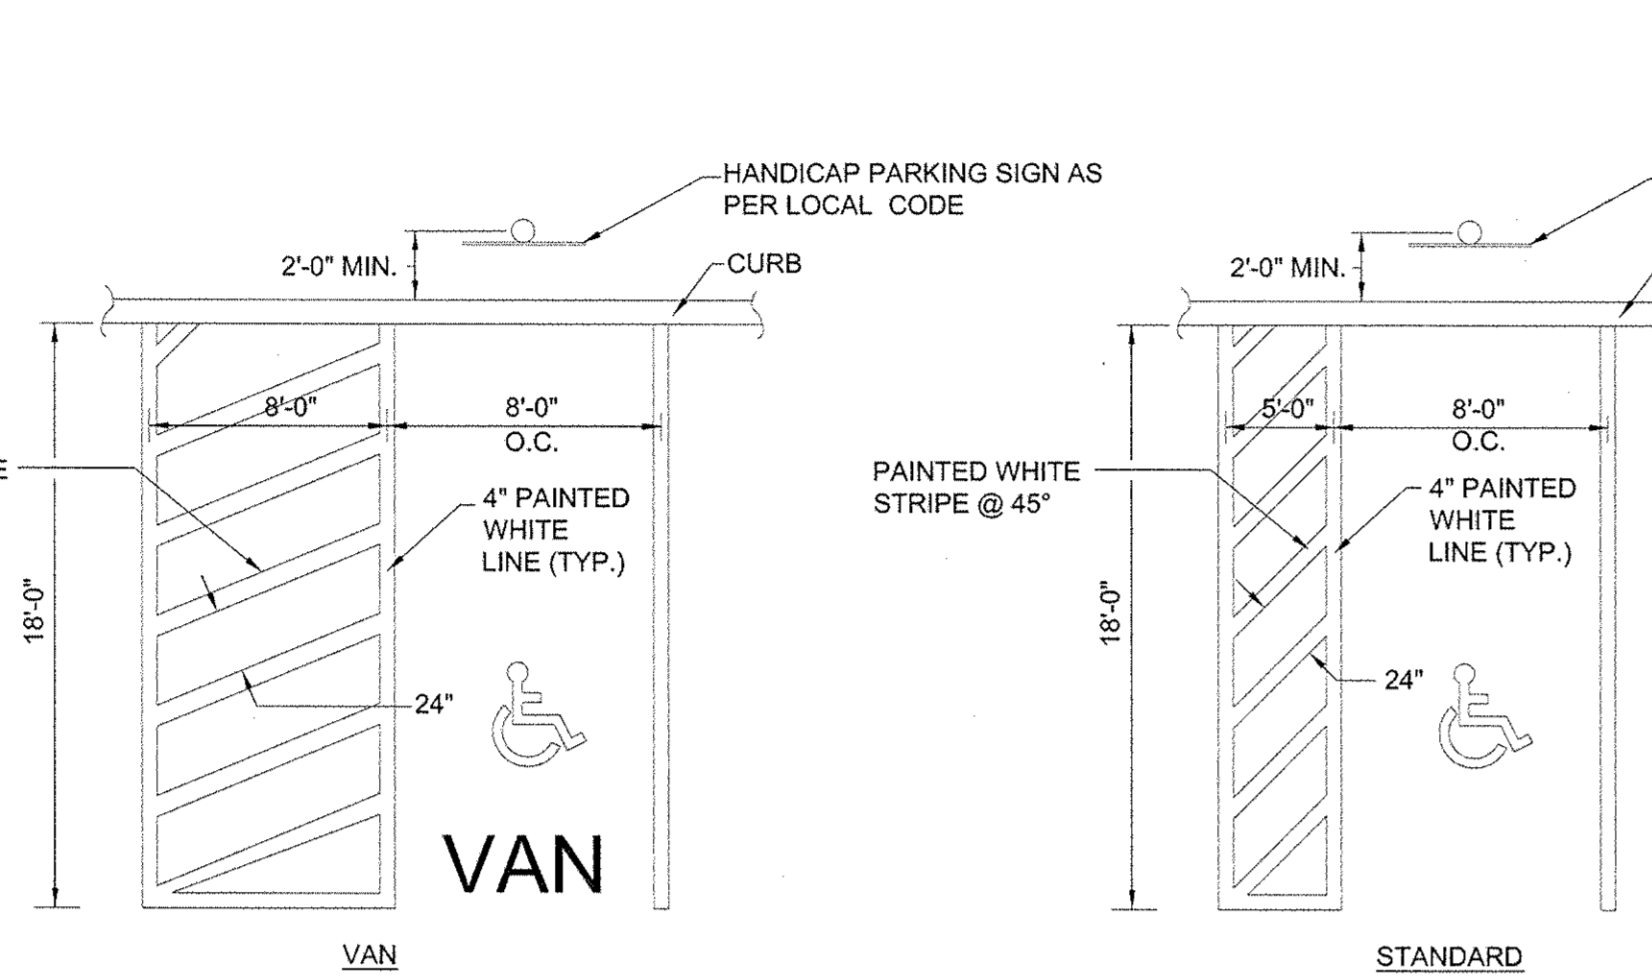 HANDICAP PARKING SIGN AS
PER LOCAL CODE
2'-0" MIN.
CURB
8'-0"
8'-0"
O.C.
4" PAINTED
WHITE
LINE (TYP.)
18'-0"
24"
VAN
VAN
2'-0" MIN.
5'-0"
8'-0"
O.C.
PAINTED WHITE
STRIPE @ 45°
4" PAINTED
WHITE
LINE (TYP.)
18'-0"
24"
STANDARD